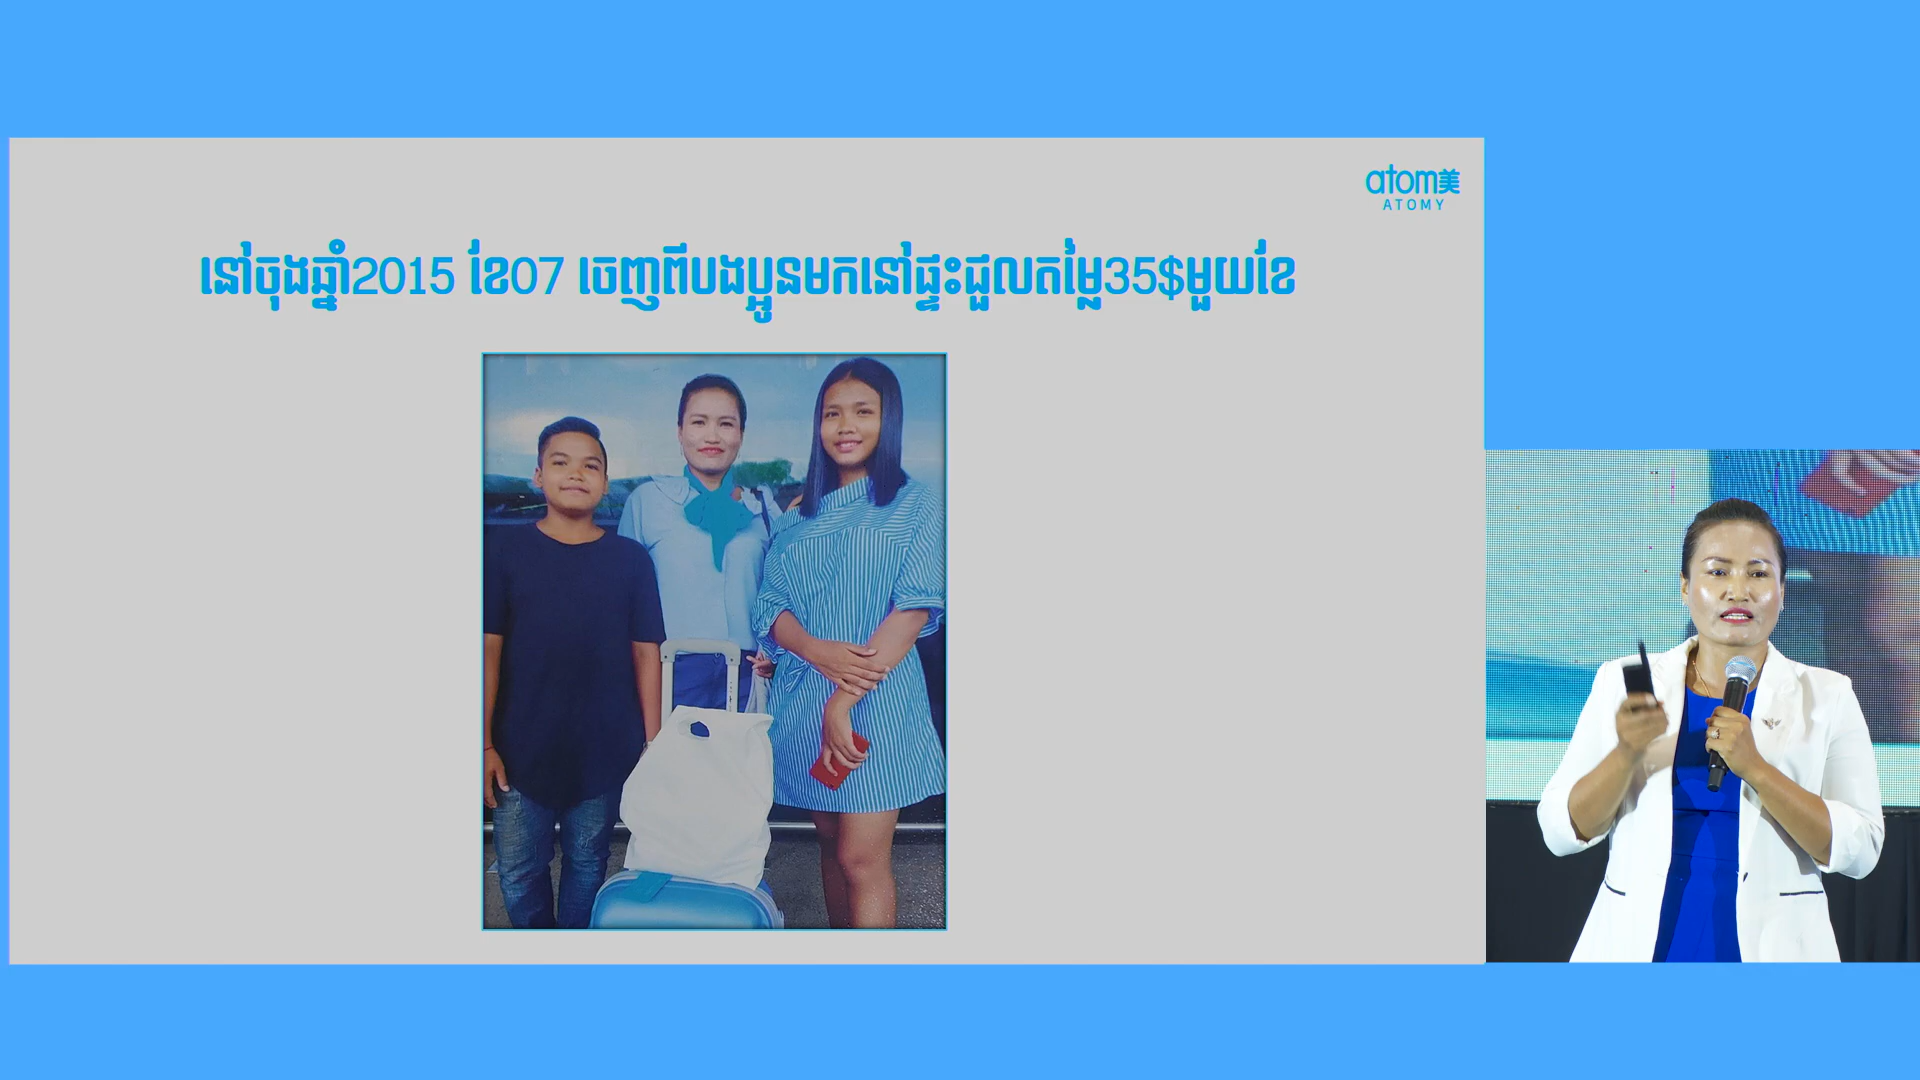 atom美
ATOMY
នៅចុងឆ្នាំ2015 ខែ07 ចេញពីបងប្អូនមកនៅផ្ទះជួលតម្លៃ35$មួយខែ